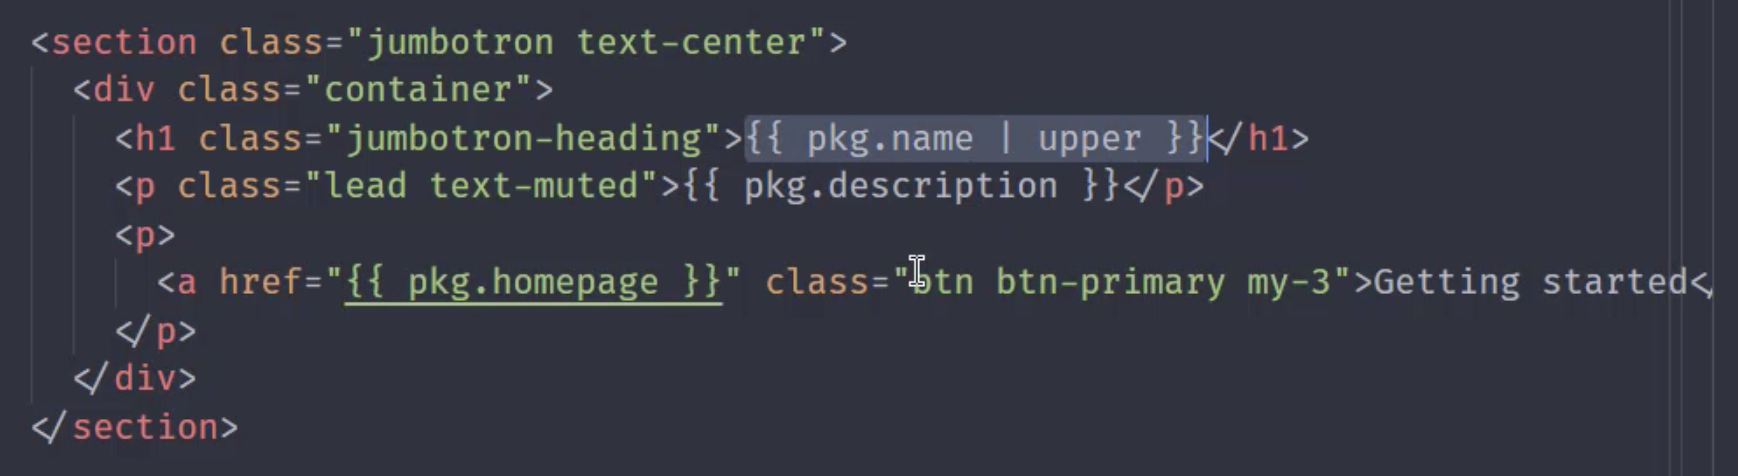 <section class="jumbotron text-center">
<div class="container">
<h1 class="jumbotron-heading">{{ pkg.name | upper }}</h1>
<p class="lead text-muted">{{ pkg.description }}</p>
<p>
<a href="{{ pkg.homepage }}" class="btn btn-primary my-3">Getting started<
</p>
</div>
</section>